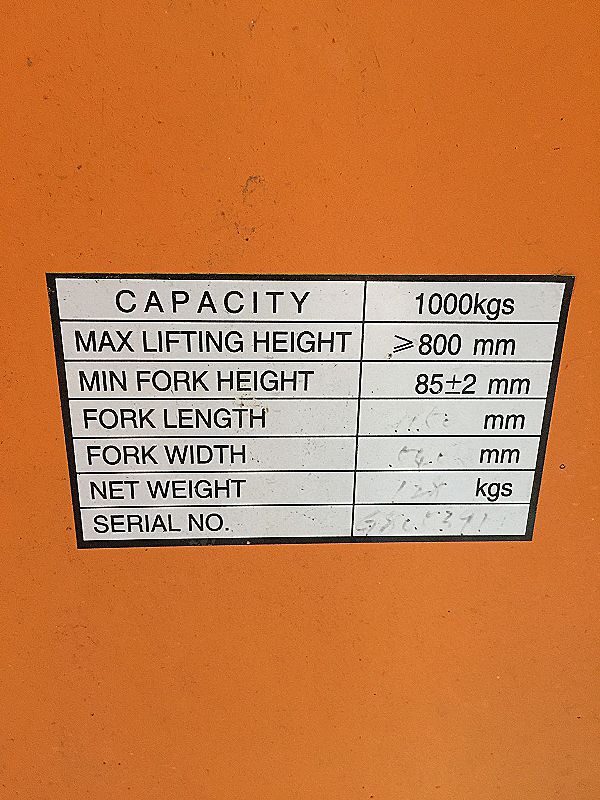 CAPACITY 1000kgs
MAX LIFTING HEIGHT ⩾800 mm
MIN FORK HEIGHT 85±2 mm
FORK LENGTH mm
FORK WIDTH mm
NET WEIGHT kgs
SERIAL NO.